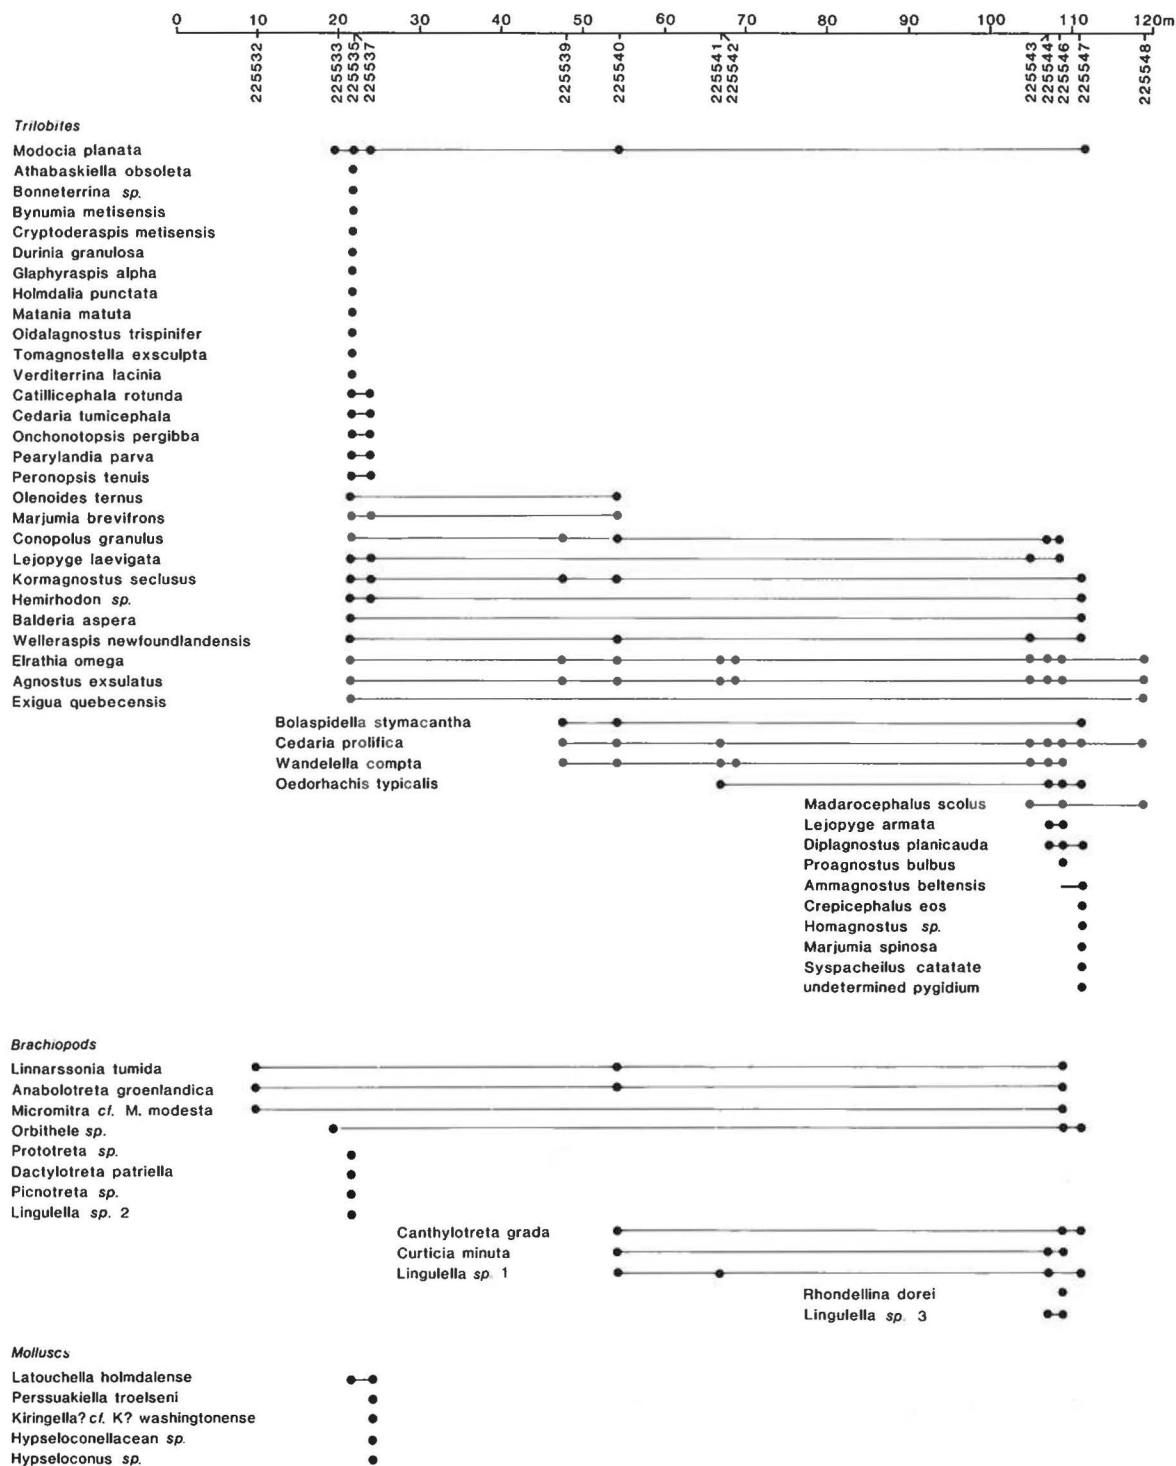 0 10 20 30 40 50 60 70 80 90 100 110 120m
225532 225533 225535 225537 225539 225540 225541 225542 225543 225544 225546 225547 225548
Trilobites
Modocia planata
Athabaskiella obsoleta
Bonneterrina sp.
Bynumia metisensis
Cryptoderaspis metisensis
Durinia granulosa
Glaphyraspis alpha
Holmdalia punctata
Matania matuta
Oidalagnostus trispinifer
Tomagnostella exsculpta
Verditerrina lacinia
Catillicephala rotunda
Cedaria tumicephala
Onchonotopsis pergibba
Pearylandia parva
Peronopsis tenuis
Olenoides ternus
Marjumia brevifrons
Conopolus granulus
Lejopyge laevigata
Kormagnostus seclusus
Hemirhodon sp.
Balderia aspera
Welleraspis newfoundlandensis
Elrathia omega
Agnostus exsulatus
Exigua quebecensis
Bolaspidella stymacantha
Cedaria prolifica
Wandelella compta
Oedorhachis typicalis
Madarocephalus scolus
Lejopyge armata
Diplagnostus planicauda
Proagnostus bulbus
Ammagnostus beltensis
Crepicephalus eos
Homagnostus sp.
Marjumia spinosa
Syspacheilus catatate
undetermined pygidium
Brachiopods
Linnarssonia tumida
Anabolotreta groenlandica
Micromitra cf. M. modesta
Orbithele sp.
Prototreta sp.
Dactylotreta patriella
Picnotreta sp.
Lingulella sp. 2
Canthylotreta grada
Curticia minuta
Lingulella sp. 1
Rhondellina dorei
Lingulella sp. 3
Molluscs
Latouchella holmdalense
Perssuakiella troelseni
Kiringella? cf. K? washingtonense
Hypseloconellacean sp.
Hypseloconus sp.